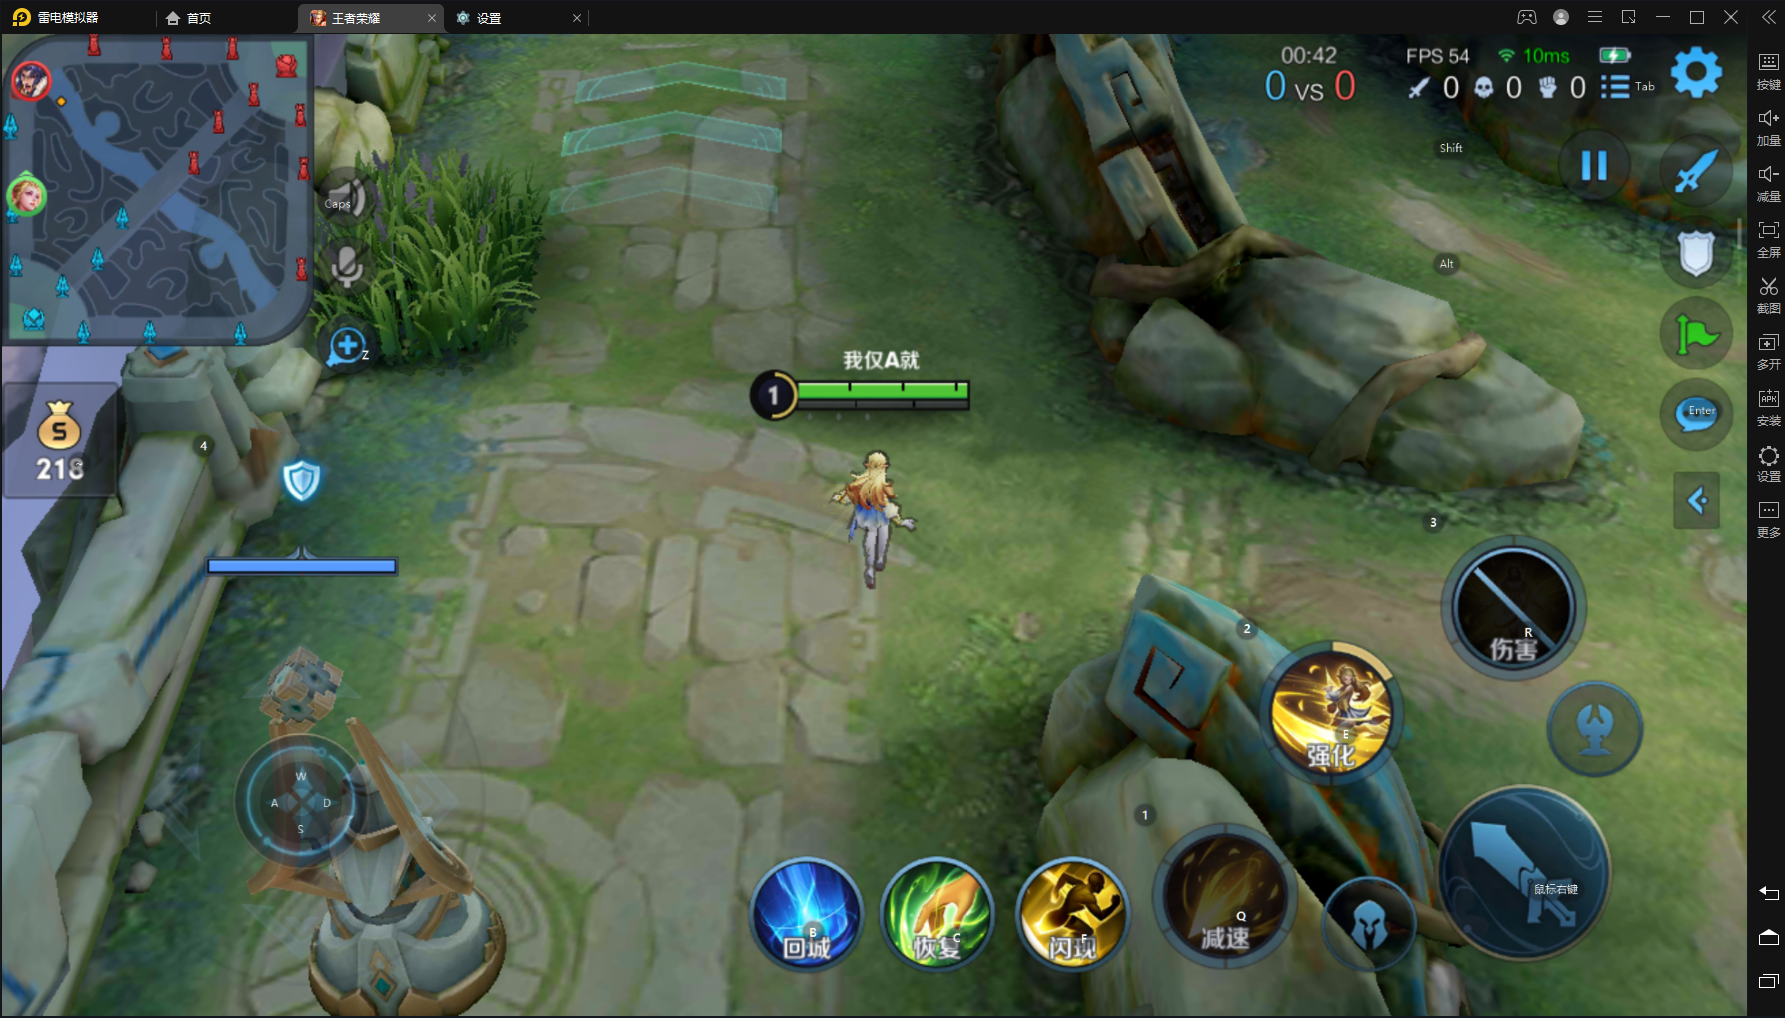 雷电模拟器
首页
王者荣耀
设置
00:42
0 VS 0
FPS 54
10ms
0
0
0
Tab
Shift
Caps
Alt
Z
Enter
218
4
我仅A就
1
3
2
1
W
A
D
S
R
伤害
E
强化
Q
减速
鼠标右键
B
回城
C
恢复
F
闪现
按键
加量
减量
全屏
截图
多开
APK
安装
设置
更多